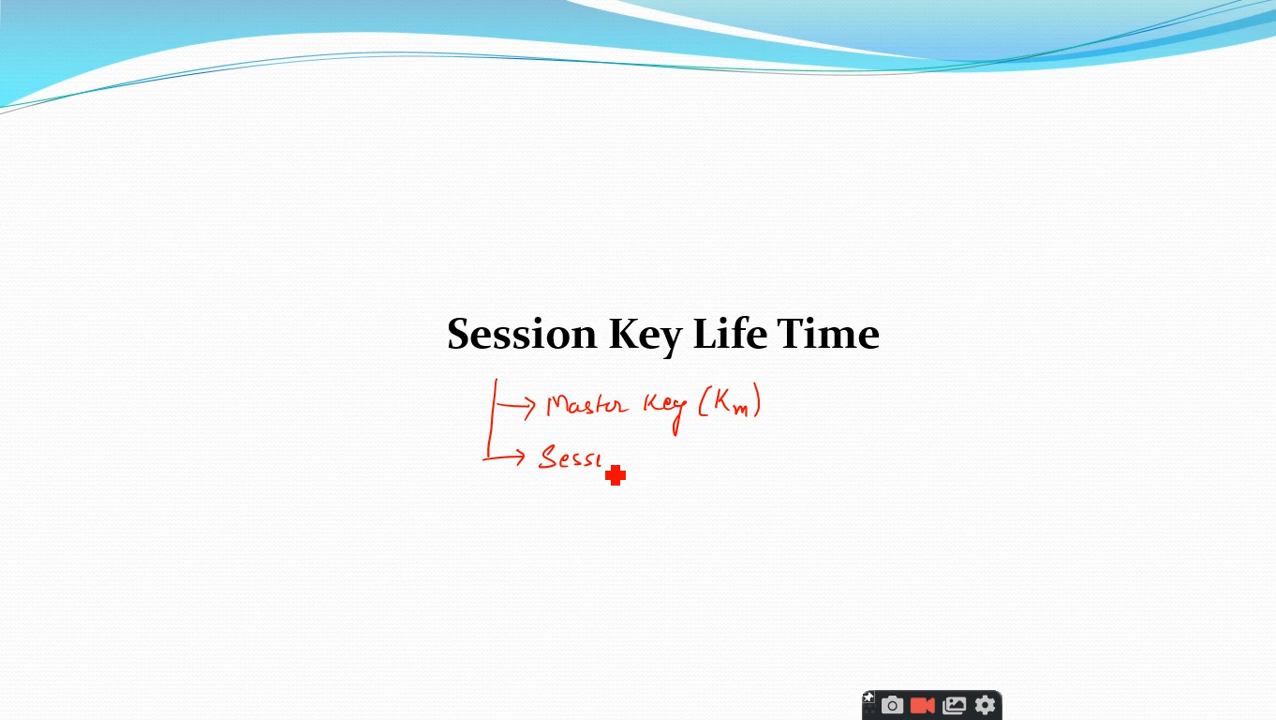 Session Key Life Time
→ Master Key (Km)
→ Sessi